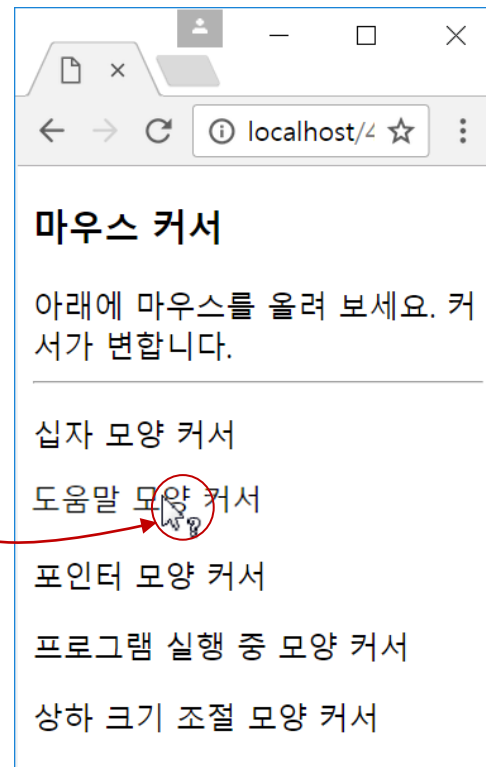 localhost/4
마우스 커서
아래에 마우스를 올려 보세요. 커
서가 변합니다.
십자 모양 커서
도움말 모양 커서
포인터 모양 커서
프로그램 실행 중 모양 커서
상하 크기 조절 모양 커서